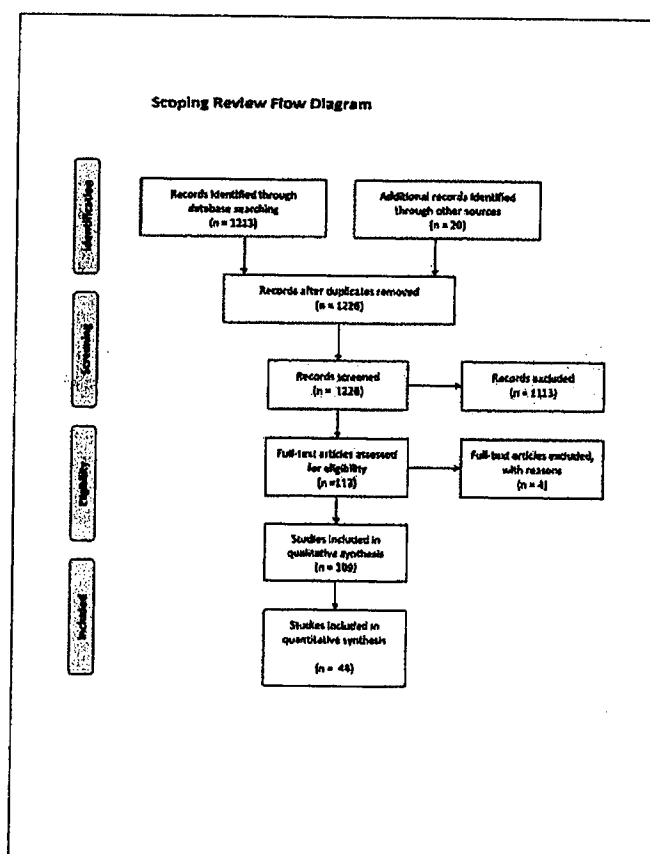 Scoping Review Flow Diagram
Identification
Records identified through
database searching
(n = 1213)
Additional records identified
through other sources
(n = 20)
Records after duplicates removed
(n = 1226)
Screening
Records screened
(n = 1226)
Records excluded
(n = 1113)
Eligibility
Full-text articles assessed
for eligibility
(n =113)
Full-text articles excluded,
with reasons
(n = 4)
Studies included in
qualitative synthesis
(n = 109)
Included
Studies included in
quantitative synthesis
(n =